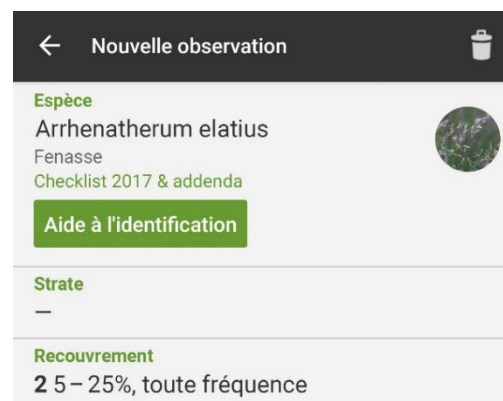 Nouvelle observation
Espèce
Arrhenatherum elatius
Fenasse
Checklist 2017 & addenda
Aide à l'identification
Strate
—
Recouvrement
2 5 – 25%, toute fréquence